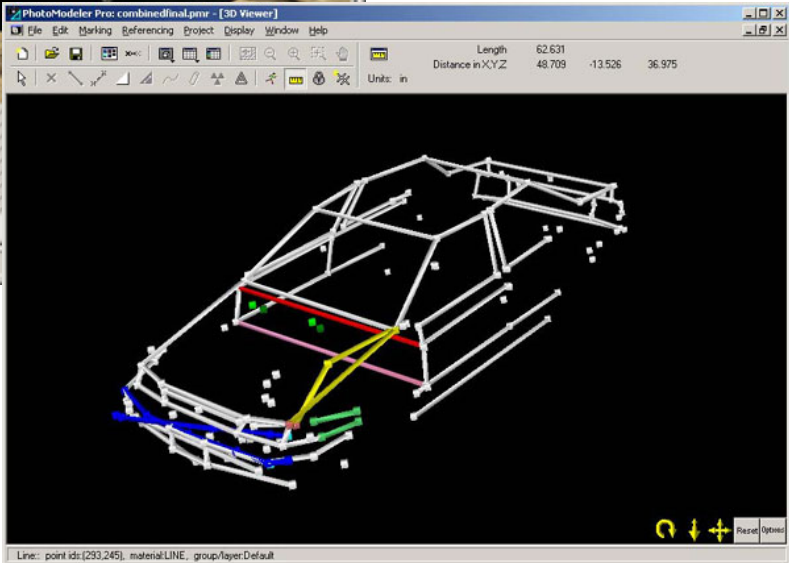 PhotoModeler Pro: combinedfinal.pmr - [3D Viewer]
File Edit Marking Referencing Project Display Window Help
Length 62.631
Distance in X,Y,Z 48.709 -13.526 36.975
Units: in
Reset Options
Line:: point ids:(293,245), material:LINE, group/layer:Default